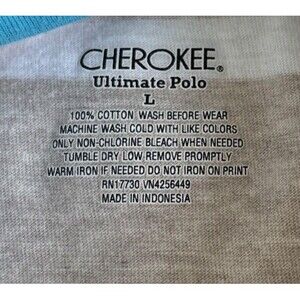 CHEROKEE®
Ultimate Polo
L
100% COTTON WASH BEFORE WEAR
MACHINE WASH COLD WITH LIKE COLORS
ONLY NON-CHLORINE BLEACH WHEN NEEDED
TUMBLE DRY LOW REMOVE PROMPTLY
WARM IRON IF NEEDED DO NOT IRON ON PRINT
RN17730 VN4256449
MADE IN INDONESIA